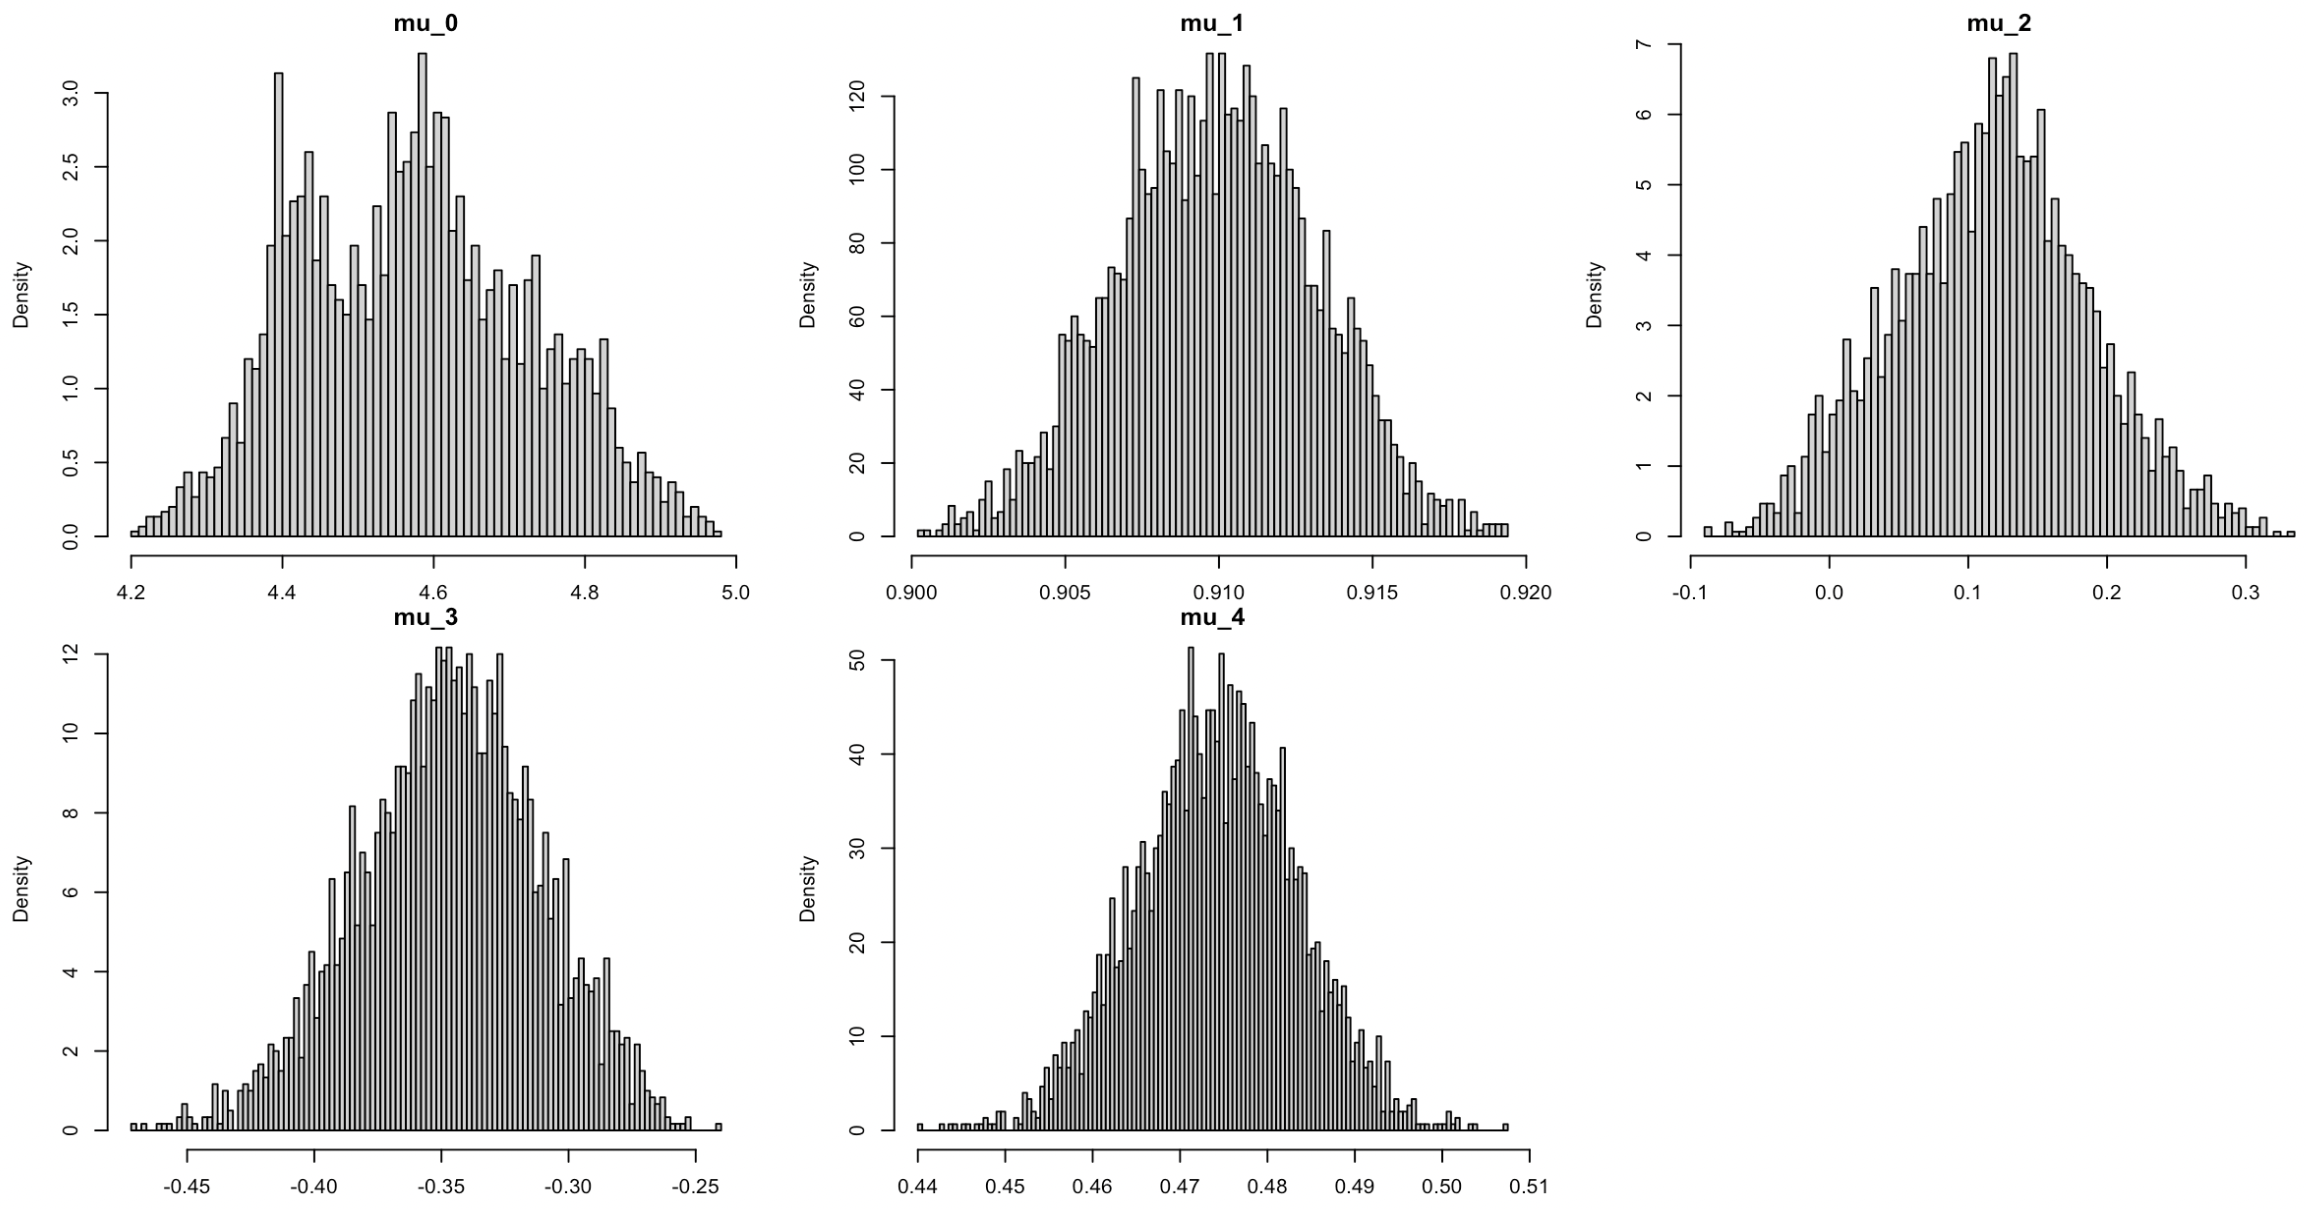 mu_0
Density
0.0 0.5 1.0 1.5 2.0 2.5 3.0
4.2 4.4 4.6 4.8 5.0
mu_1
Density
0 20 40 60 80 100 120
0.900 0.905 0.910 0.915 0.920
mu_2
Density
0 1 2 3 4 5 6 7
-0.1 0.0 0.1 0.2 0.3
mu_3
Density
0 2 4 6 8 10 12
-0.45 -0.40 -0.35 -0.30 -0.25
mu_4
Density
0 10 20 30 40 50
0.44 0.45 0.46 0.47 0.48 0.49 0.50 0.51